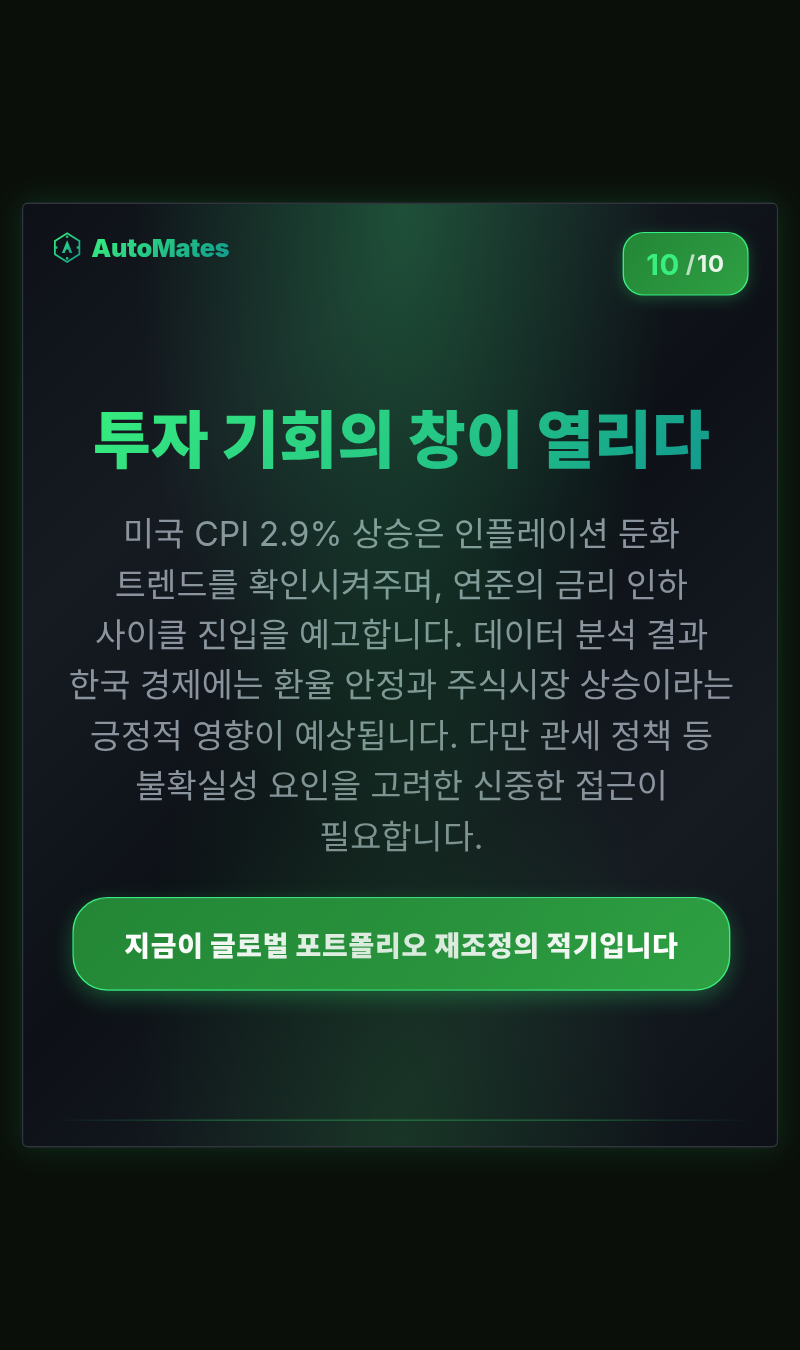 AutoMates
10 /10
투자 기회의 창이 열리다
미국 CPI 2.9% 상승은 인플레이션 둔화
트렌드를 확인시켜주며, 연준의 금리 인하
사이클 진입을 예고합니다. 데이터 분석 결과
한국 경제에는 환율 안정과 주식시장 상승이라는
긍정적 영향이 예상됩니다. 다만 관세 정책 등
불확실성 요인을 고려한 신중한 접근이
필요합니다.
지금이 글로벌 포트폴리오 재조정의 적기입니다